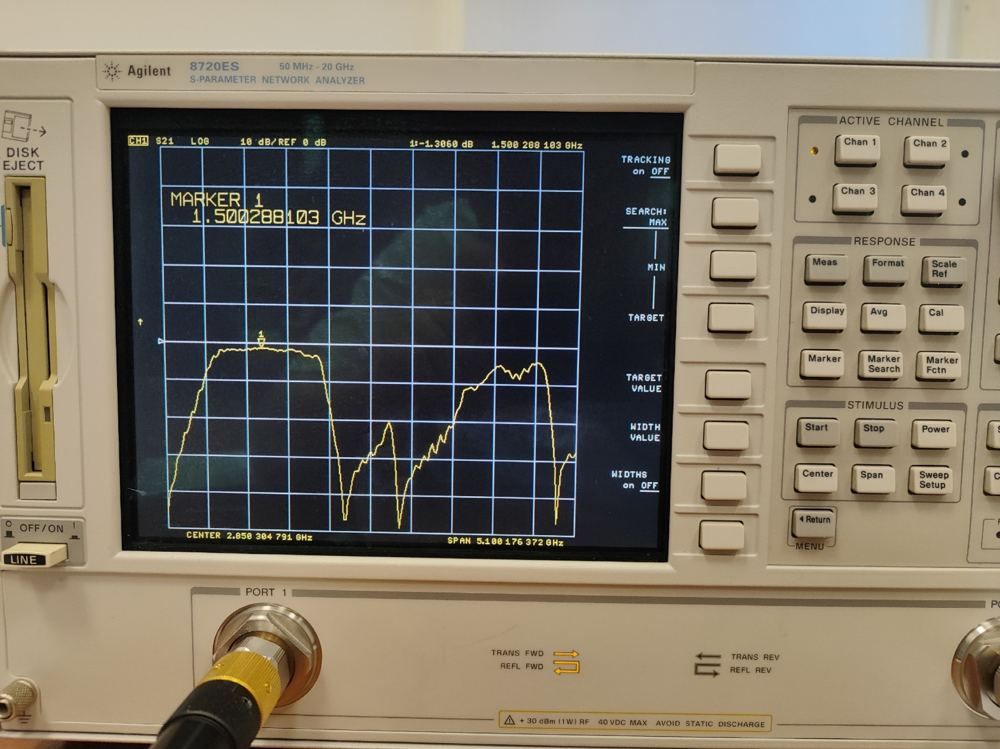 Agilent 8720ES 50 MHz - 20 GHz
S-PARAMETER NETWORK ANALYZER
DISK
EJECT
CH1 S21 LOG 10 dB/REF 0 dB 1:-1.3060 dB 1.500 288 103 GHz
MARKER 1
1.500288103 GHz
1
CENTER 2.850 304 791 GHz SPAN 5.100 176 372 GHz
TRACKING
on OFF
SEARCH:
MAX
MIN
TARGET
TARGET
VALUE
WIDTH
VALUE
WIDTHS
on OFF
ACTIVE CHANNEL
Chan 1 Chan 2
Chan 3 Chan 4
RESPONSE
Meas Format Scale
Ref
Display Avg Cal
Marker Marker
Search Marker
Fctn
STIMULUS
Start Stop Power
Center Span Sweep
Setup
Return
MENU
OFF/ON
LINE
PORT 1
TRANS FWD
REFL FWD
TRANS REV
REFL REV
+ 30 dBm (1W) RF 40 VDC MAX AVOID STATIC DISCHARGE